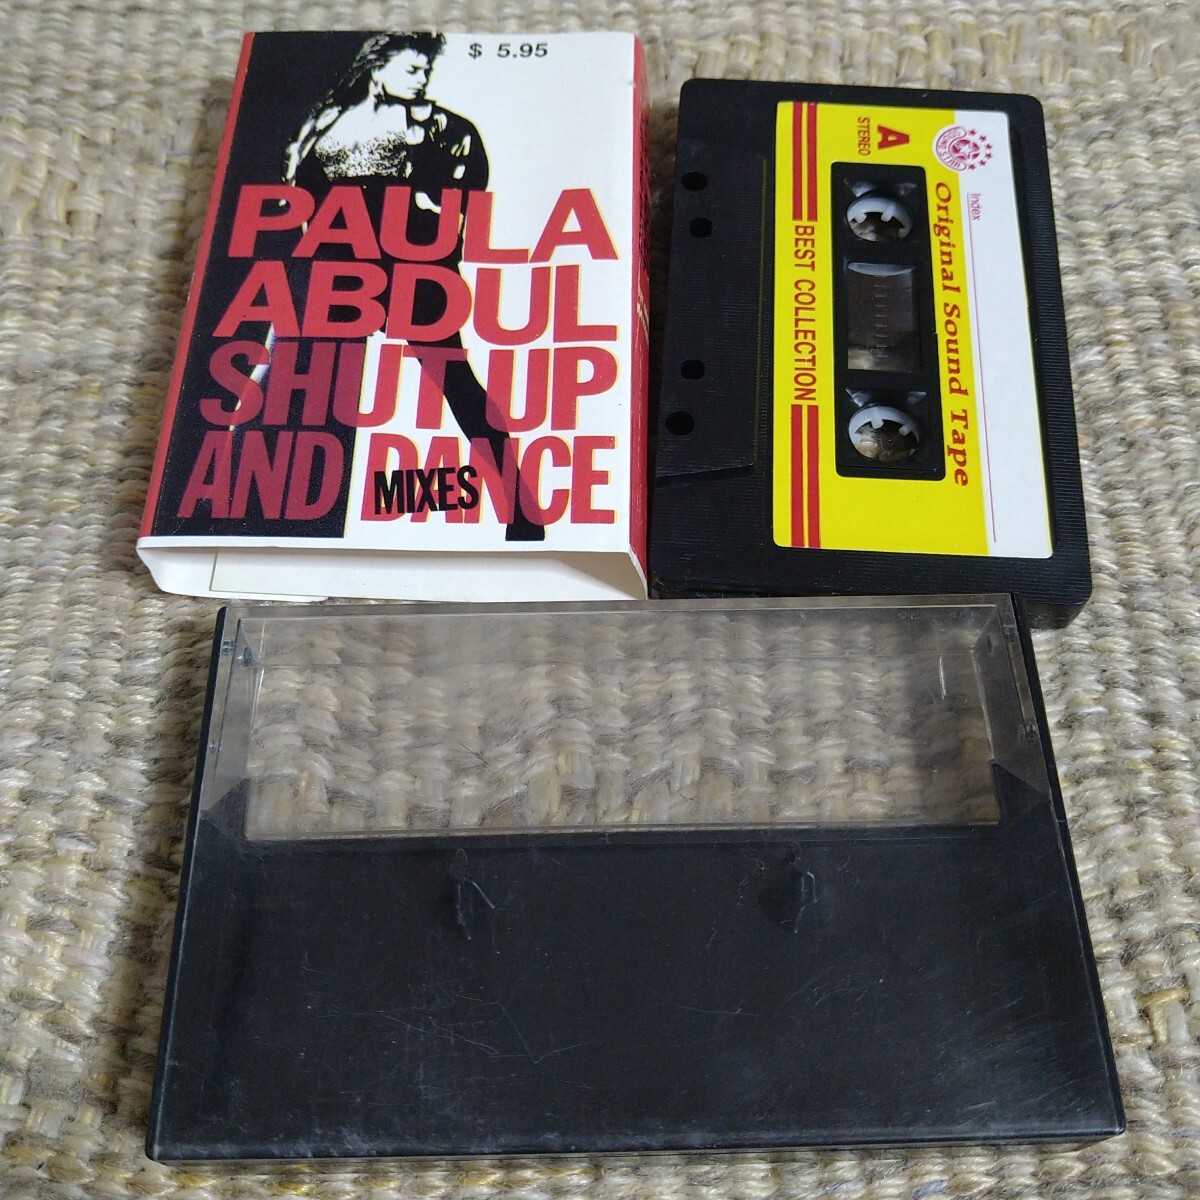 $ 5.95
PAULA
ABDUL
SHUT UP
AND DANCE
MIXES
A
STEREO
Index
Original Sound Tape
BEST COLLECTION